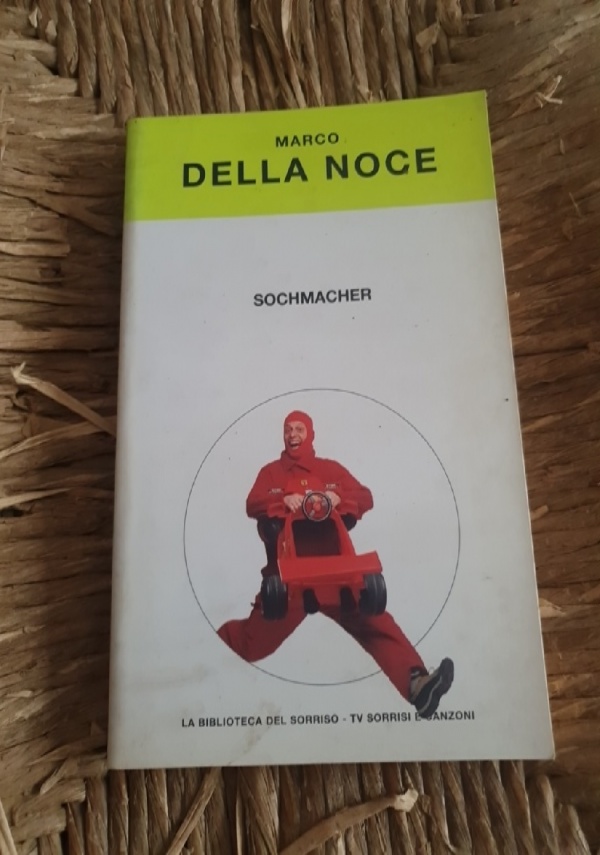 MARCO
DELLA NOCE
SOCHMACHER
LA BIBLIOTECA DEL SORRISO - TV SORRISI E CANZONI